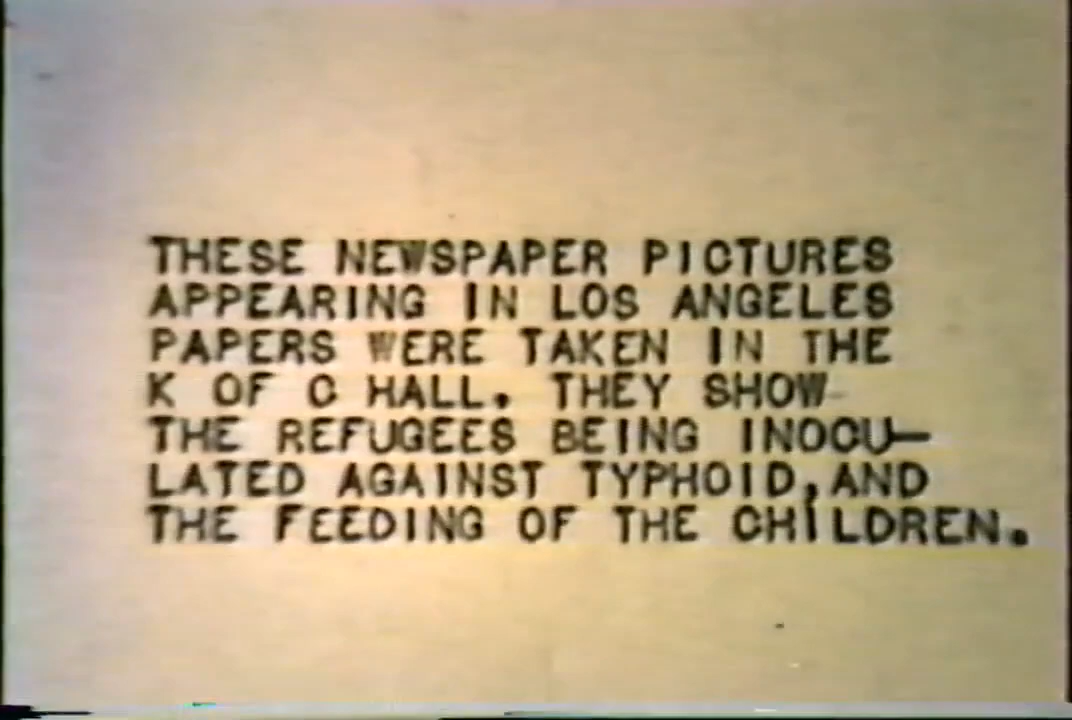 THESE NEWSPAPER PICTURES
APPEARING IN LOS ANGELES
PAPERS WERE TAKEN IN THE
K OF C HALL. THEY SHOW
THE REFUGEES BEING INOCU-
LATED AGAINST TYPHOID,AND
THE FEEDING OF THE CHILDREN.